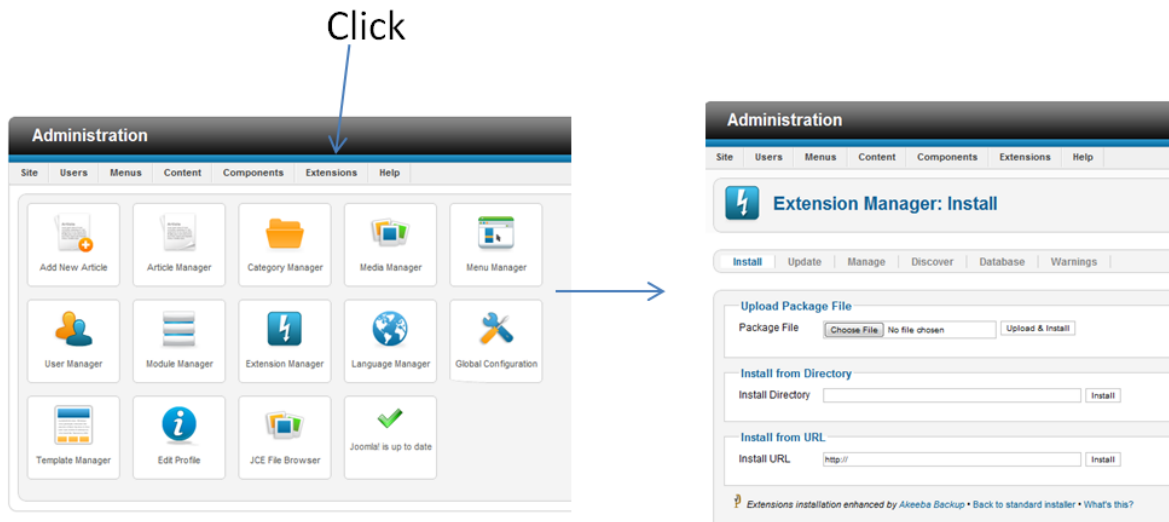 Click
Administration
Site Users Menus Content Components Extensions Help
Add New Article Article Manager Category Manager Media Manager Menu Manager
User Manager Module Manager Extension Manager Language Manager Global Configuration
Template Manager Edit Profile JCE File Browser Joomla! is up to date
Administration
Site Users Menus Content Components Extensions Help
Extension Manager: Install
Install Update Manage Discover Database Warnings
Upload Package File
Package File Choose File No file chosen Upload & Install
Install from Directory
Install Directory Install
Install from URL
Install URL http:// Install
Extensions installation enhanced by Akeeba Backup • Back to standard installer • What's this?